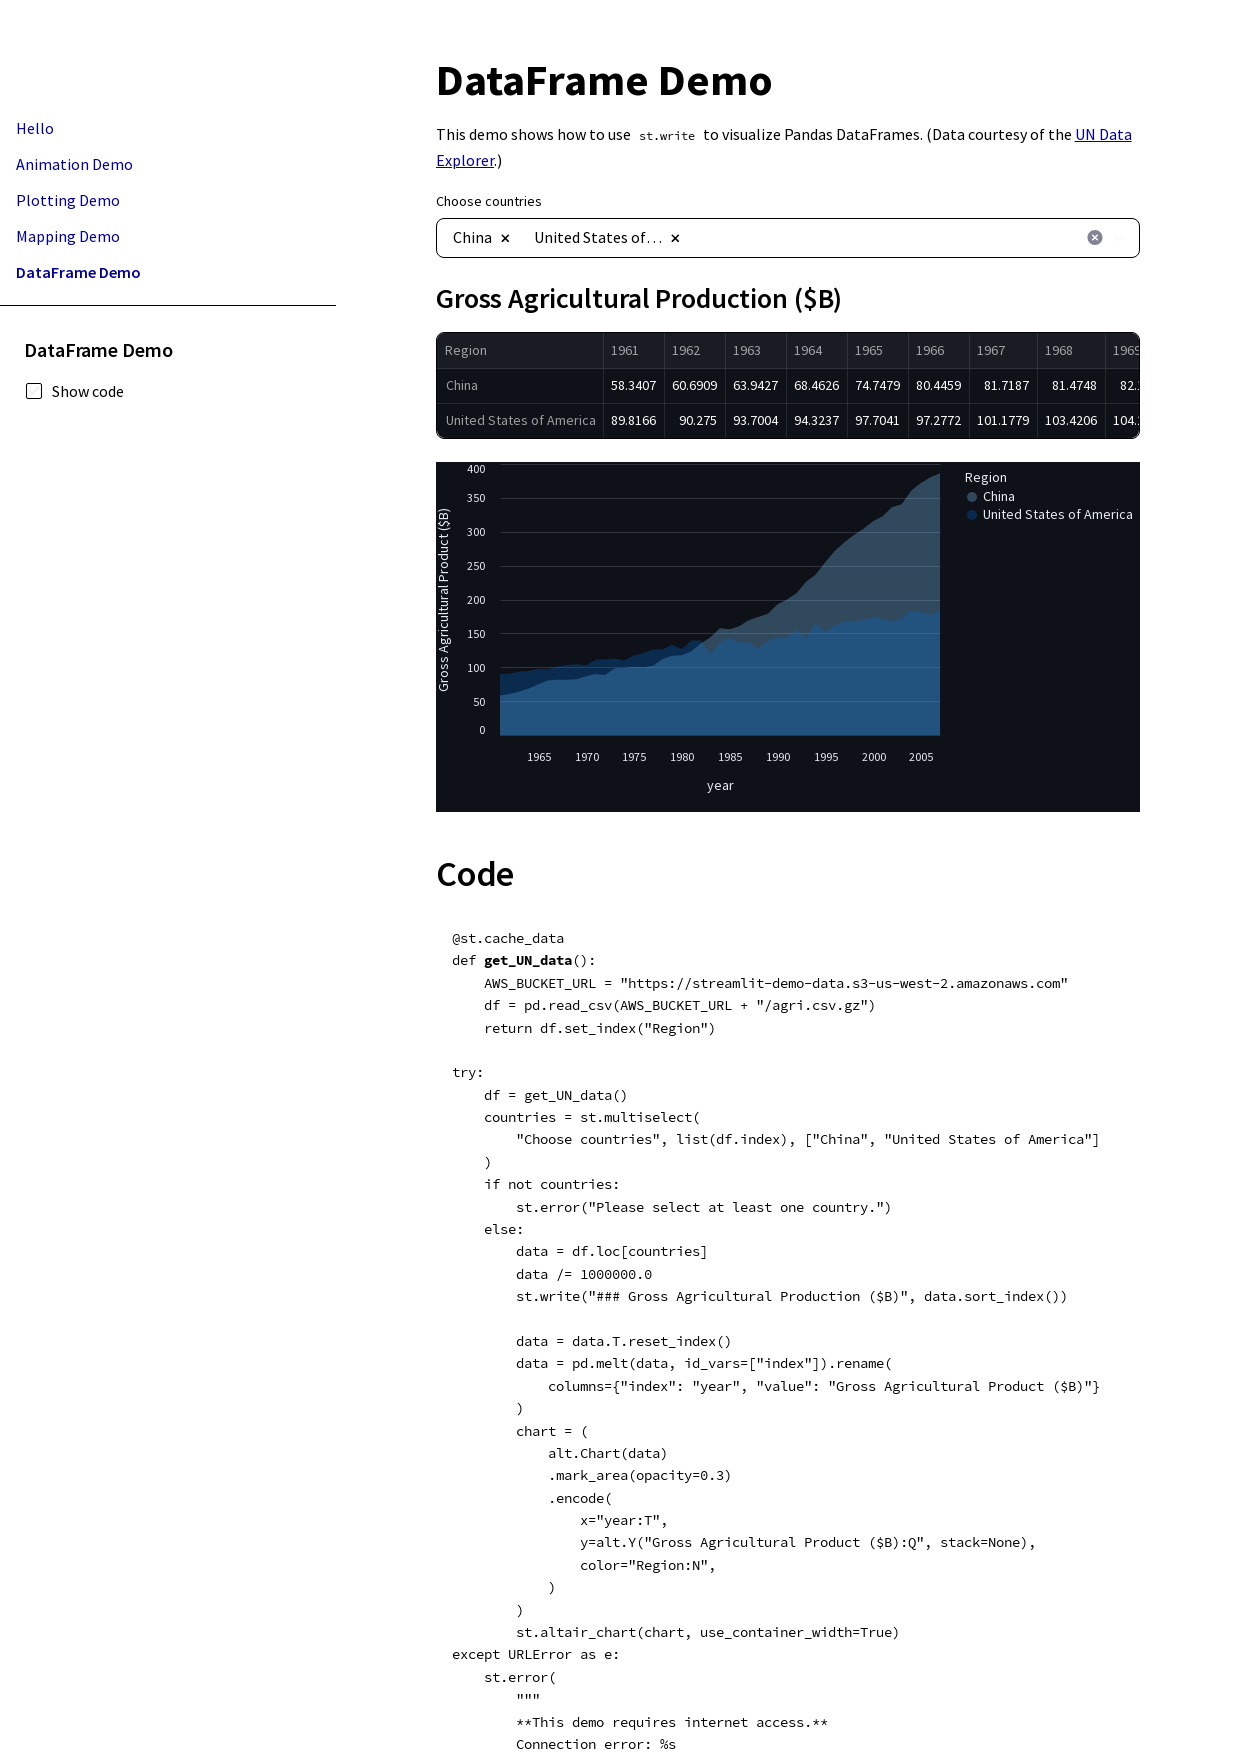 Hello
Animation Demo
Plotting Demo
Mapping Demo
DataFrame Demo
DataFrame Demo
Show code
DataFrame Demo
This demo shows how to use st.write to visualize Pandas DataFrames. (Data courtesy of the UN Data
Explorer.)
Choose countries
China × United States of… ×
Gross Agricultural Production ($B)
Region 1961 1962 1963 1964 1965 1966 1967 1968 1969
China 58.3407 60.6909 63.9427 68.4626 74.7479 80.4459 81.7187 81.4748 82.
United States of America 89.8166 90.275 93.7004 94.3237 97.7041 97.2772 101.1779 103.4206 104.
Gross Agricultural Product ($B)
400
350
300
250
200
150
100
50
0
1965 1970 1975 1980 1985 1990 1995 2000 2005
year
Region
China
United States of America
Code
@st.cache_data
def get_UN_data():
    AWS_BUCKET_URL = "https://streamlit-demo-data.s3-us-west-2.amazonaws.com"
    df = pd.read_csv(AWS_BUCKET_URL + "/agri.csv.gz")
    return df.set_index("Region")
try:
    df = get_UN_data()
    countries = st.multiselect(
        "Choose countries", list(df.index), ["China", "United States of America"]
    )
    if not countries:
        st.error("Please select at least one country.")
    else:
        data = df.loc[countries]
        data /= 1000000.0
        st.write("### Gross Agricultural Production ($B)", data.sort_index())
        data = data.T.reset_index()
        data = pd.melt(data, id_vars=["index"]).rename(
            columns={"index": "year", "value": "Gross Agricultural Product ($B)"}
        )
        chart = (
            alt.Chart(data)
            .mark_area(opacity=0.3)
            .encode(
                x="year:T",
                y=alt.Y("Gross Agricultural Product ($B):Q", stack=None),
                color="Region:N",
            )
        )
        st.altair_chart(chart, use_container_width=True)
except URLError as e:
    st.error(
        """
        **This demo requires internet access.**
        Connection error: %s